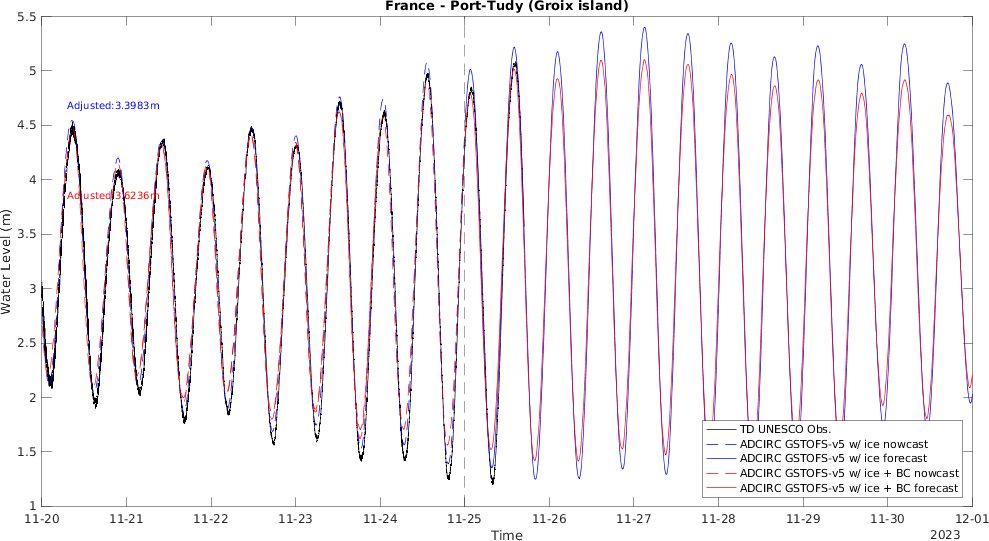 France - Port-Tudy (Groix island)
5.5
5
4.5
4
3.5
3
2.5
2
1.5
1
Water Level (m)
Adjusted:3.3983m
Adjusted:3.6236m
TD UNESCO Obs.
ADCIRC GSTOFS-v5 w/ ice nowcast
ADCIRC GSTOFS-v5 w/ ice forecast
ADCIRC GSTOFS-v5 w/ ice + BC nowcast
ADCIRC GSTOFS-v5 w/ ice + BC forecast
11-20 11-21 11-22 11-23 11-24 11-25 11-26 11-27 11-28 11-29 11-30 12-01
Time
2023